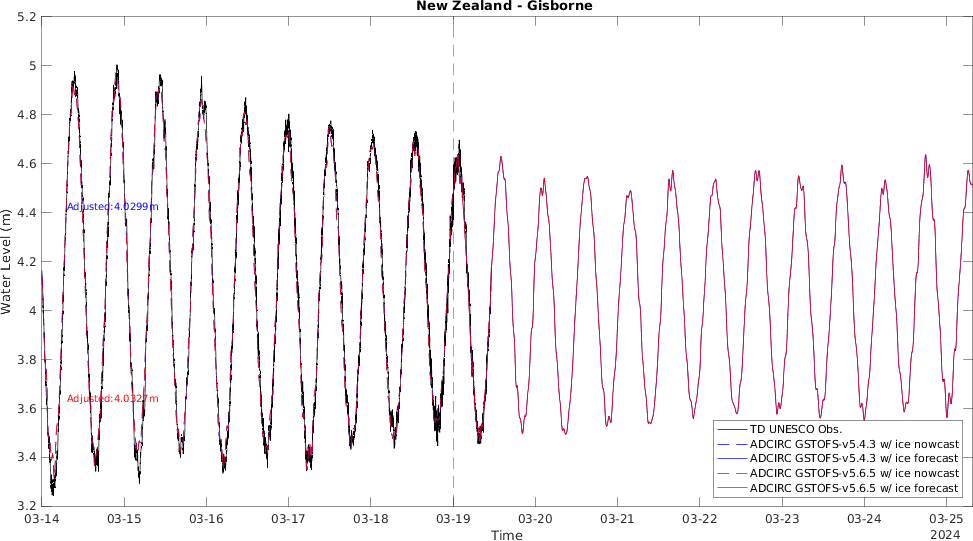 New Zealand - Gisborne
5.2
5
4.8
4.6
4.4
4.2
4
3.8
3.6
3.4
3.2
Water Level (m)
Adjusted:4.0299m
Adjusted:4.0327m
TD UNESCO Obs.
ADCIRC GSTOFS-v5.4.3 w/ ice nowcast
ADCIRC GSTOFS-v5.4.3 w/ ice forecast
ADCIRC GSTOFS-v5.6.5 w/ ice nowcast
ADCIRC GSTOFS-v5.6.5 w/ ice forecast
03-14 03-15 03-16 03-17 03-18 03-19 03-20 03-21 03-22 03-23 03-24 03-25
Time 2024